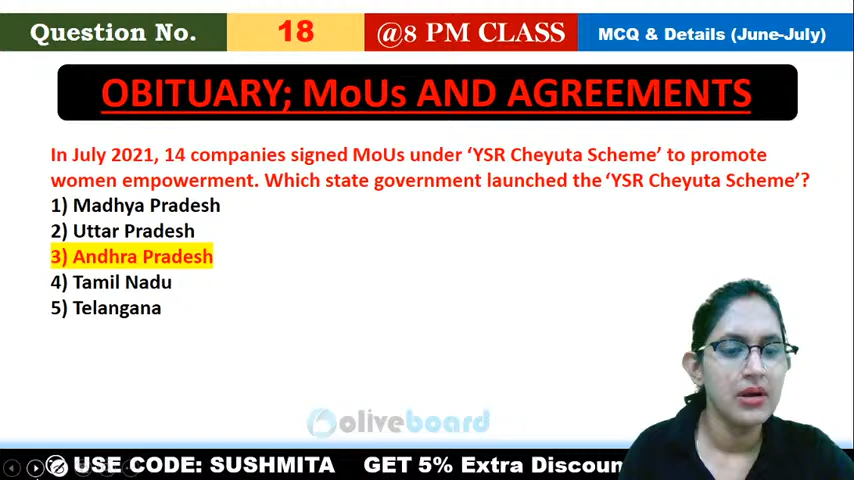 Question No. 18 @8 PM CLASS MCQ & Details (June-July)
OBITUARY; MoUs AND AGREEMENTS
In July 2021, 14 companies signed MoUs under ‘YSR Cheyuta Scheme’ to promote
women empowerment. Which state government launched the ‘YSR Cheyuta Scheme’?
1) Madhya Pradesh
2) Uttar Pradesh
3) Andhra Pradesh
4) Tamil Nadu
5) Telangana
oliveboard
USE CODE: SUSHMITA GET 5% Extra Discoun